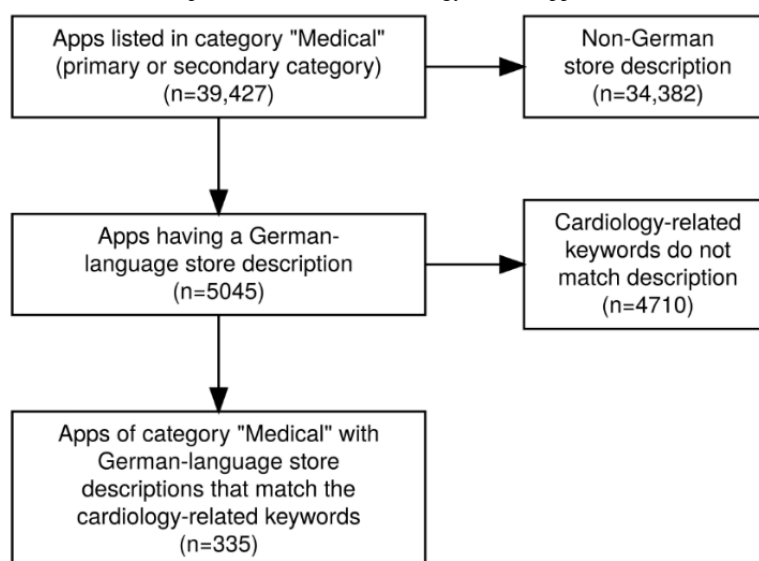 Apps listed in category "Medical"
(primary or secondary category)
(n=39,427)
Non-German
store description
(n=34,382)
Apps having a German-
language store description
(n=5045)
Cardiology-related
keywords do not
match description
(n=4710)
Apps of category "Medical" with
German-language store
descriptions that match the
cardiology-related keywords
(n=335)